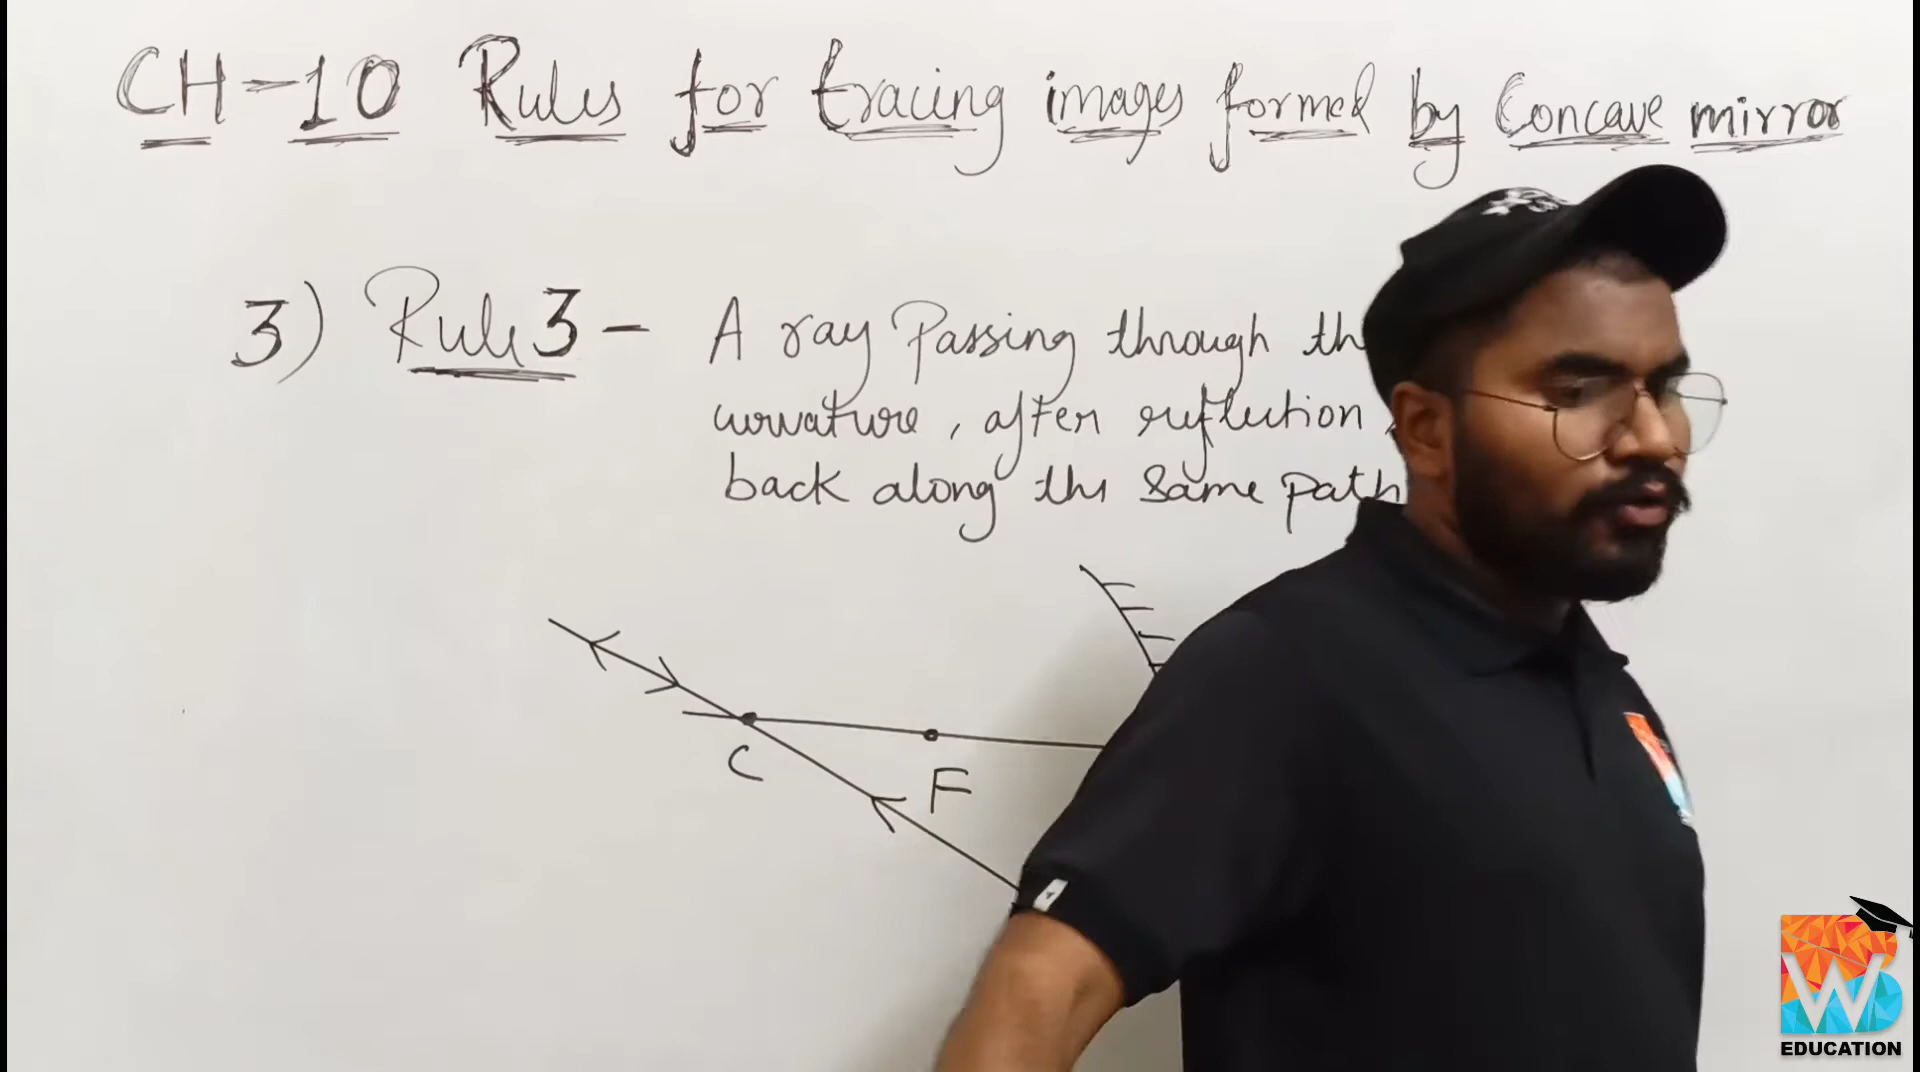 CH-10 Rules for tracing images formed by Concave mirror
3) Rule 3 - A ray Passing through th
curvature, after reflection
back along the same path
C
F
W
EDUCATION